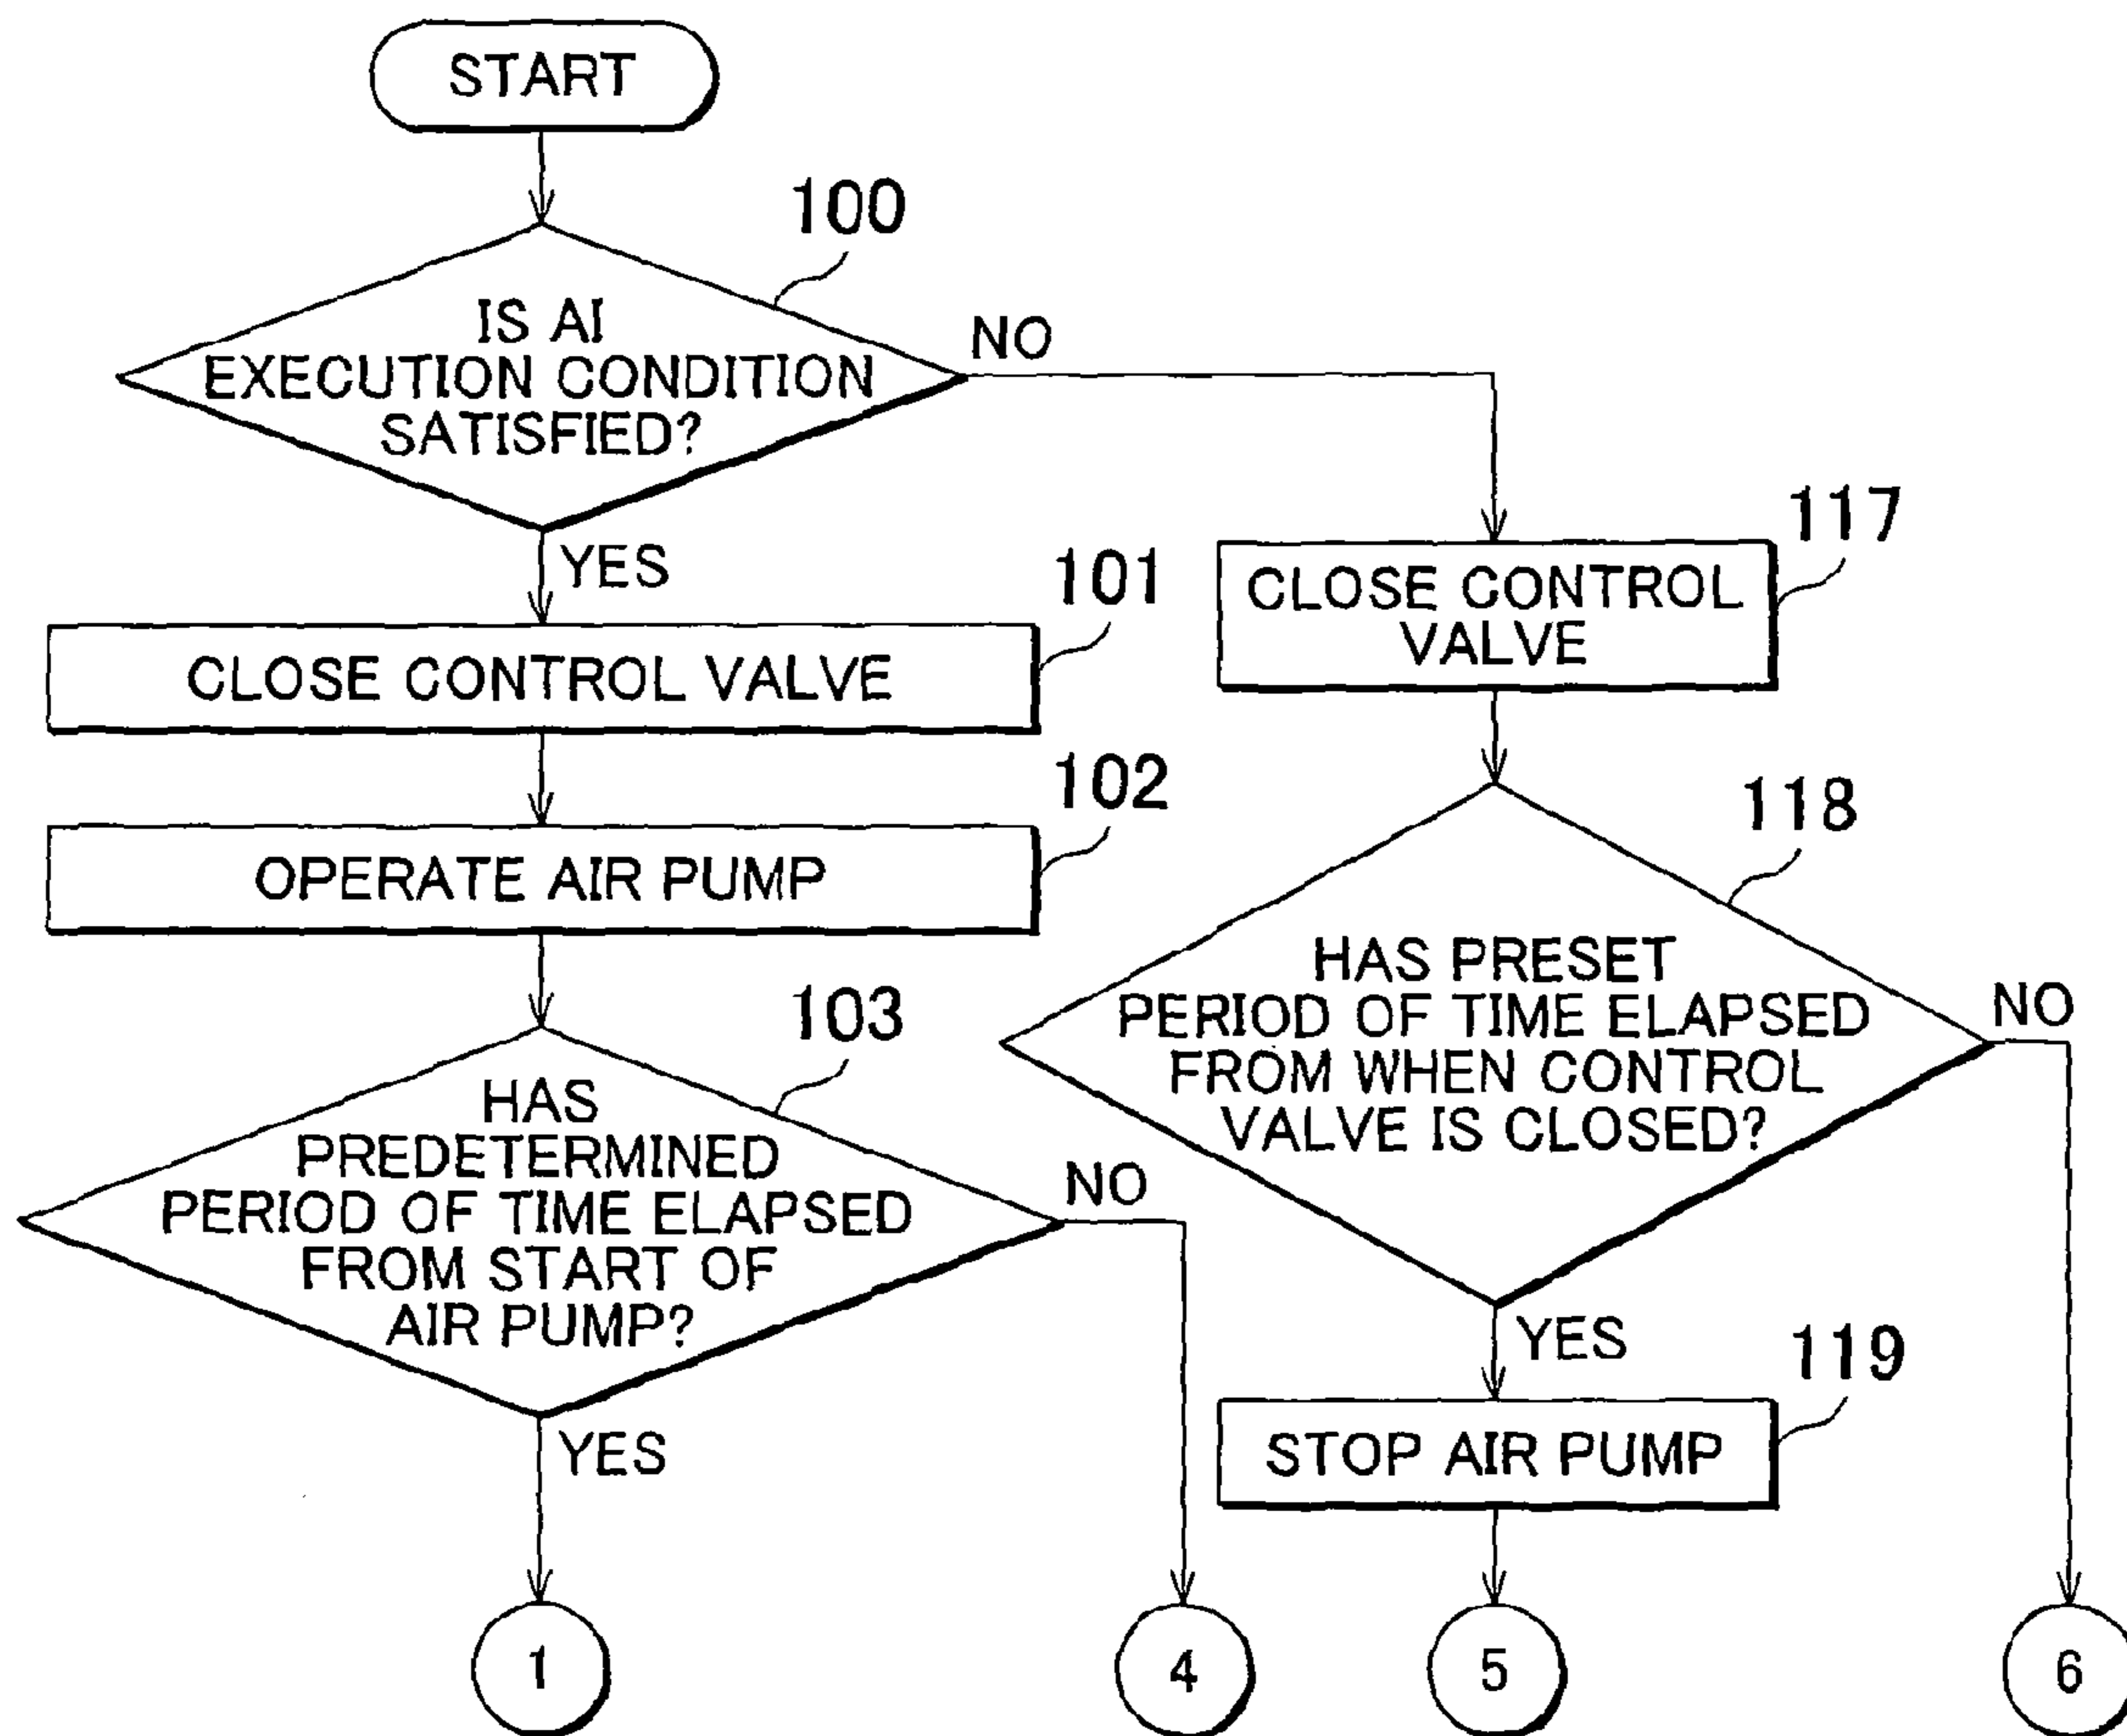 START
100
IS AI
EXECUTION CONDITION
SATISFIED?
NO
YES
101
CLOSE CONTROL VALVE
102
OPERATE AIR PUMP
103
HAS
PREDETERMINED
PERIOD OF TIME ELAPSED
FROM START OF
AIR PUMP?
NO
YES
117
CLOSE CONTROL
VALVE
118
HAS PRESET
PERIOD OF TIME ELAPSED
FROM WHEN CONTROL
VALVE IS CLOSED?
NO
YES
119
STOP AIR PUMP
1
4
5
6